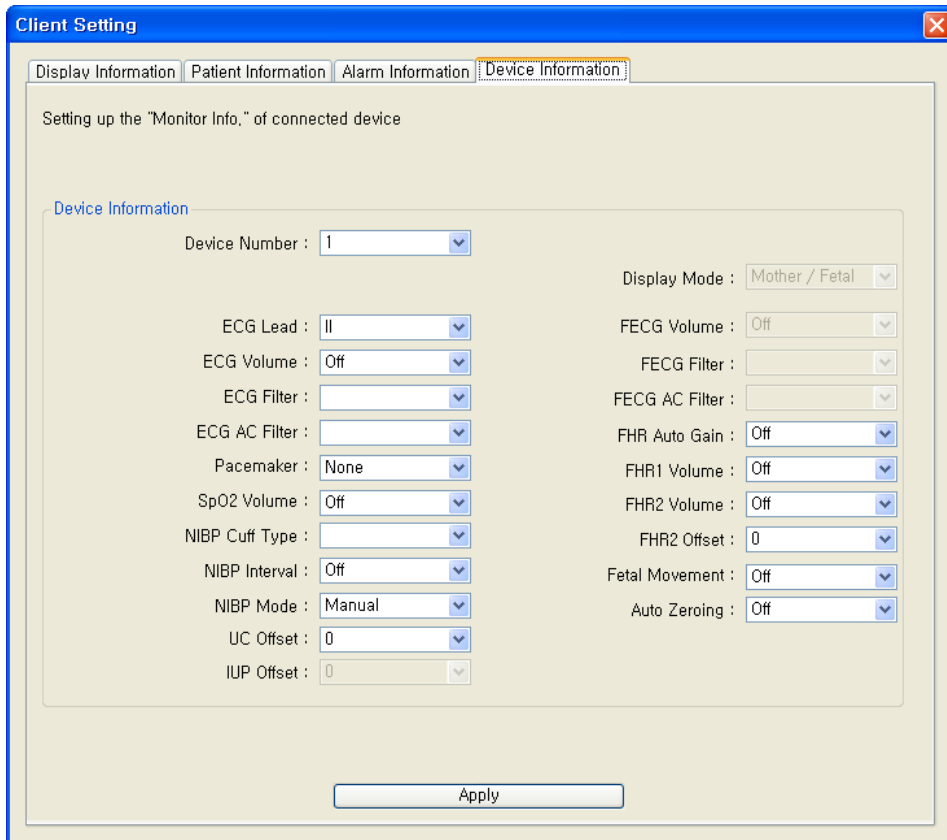 Client Setting
Display Information Patient Information Alarm Information Device Information
Setting up the "Monitor Info," of connected device
Device Information
Device Number : 1
Display Mode : Mother / Fetal
ECG Lead : II FECG Volume : Off
ECG Volume : Off FECG Filter :
ECG Filter : FECG AC Filter :
ECG AC Filter : FHR Auto Gain : Off
Pacemaker : None FHR1 Volume : Off
SpO2 Volume : Off FHR2 Volume : Off
NIBP Cuff Type : FHR2 Offset : 0
NIBP Interval : Off Fetal Movement : Off
NIBP Mode : Manual Auto Zeroing : Off
UC Offset : 0
IUP Offset : 0
Apply